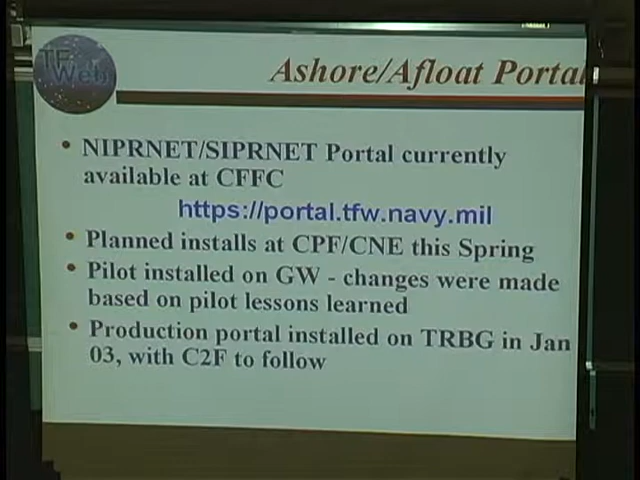 TF
Web
Ashore/Afloat Portal
• NIPRNET/SIPRNET Portal currently
available at CFFC
https://portal.tfw.navy.mil
• Planned installs at CPF/CNE this Spring
• Pilot installed on GW - changes were made
based on pilot lessons learned
• Production portal installed on TRBG in Jan
03, with C2F to follow